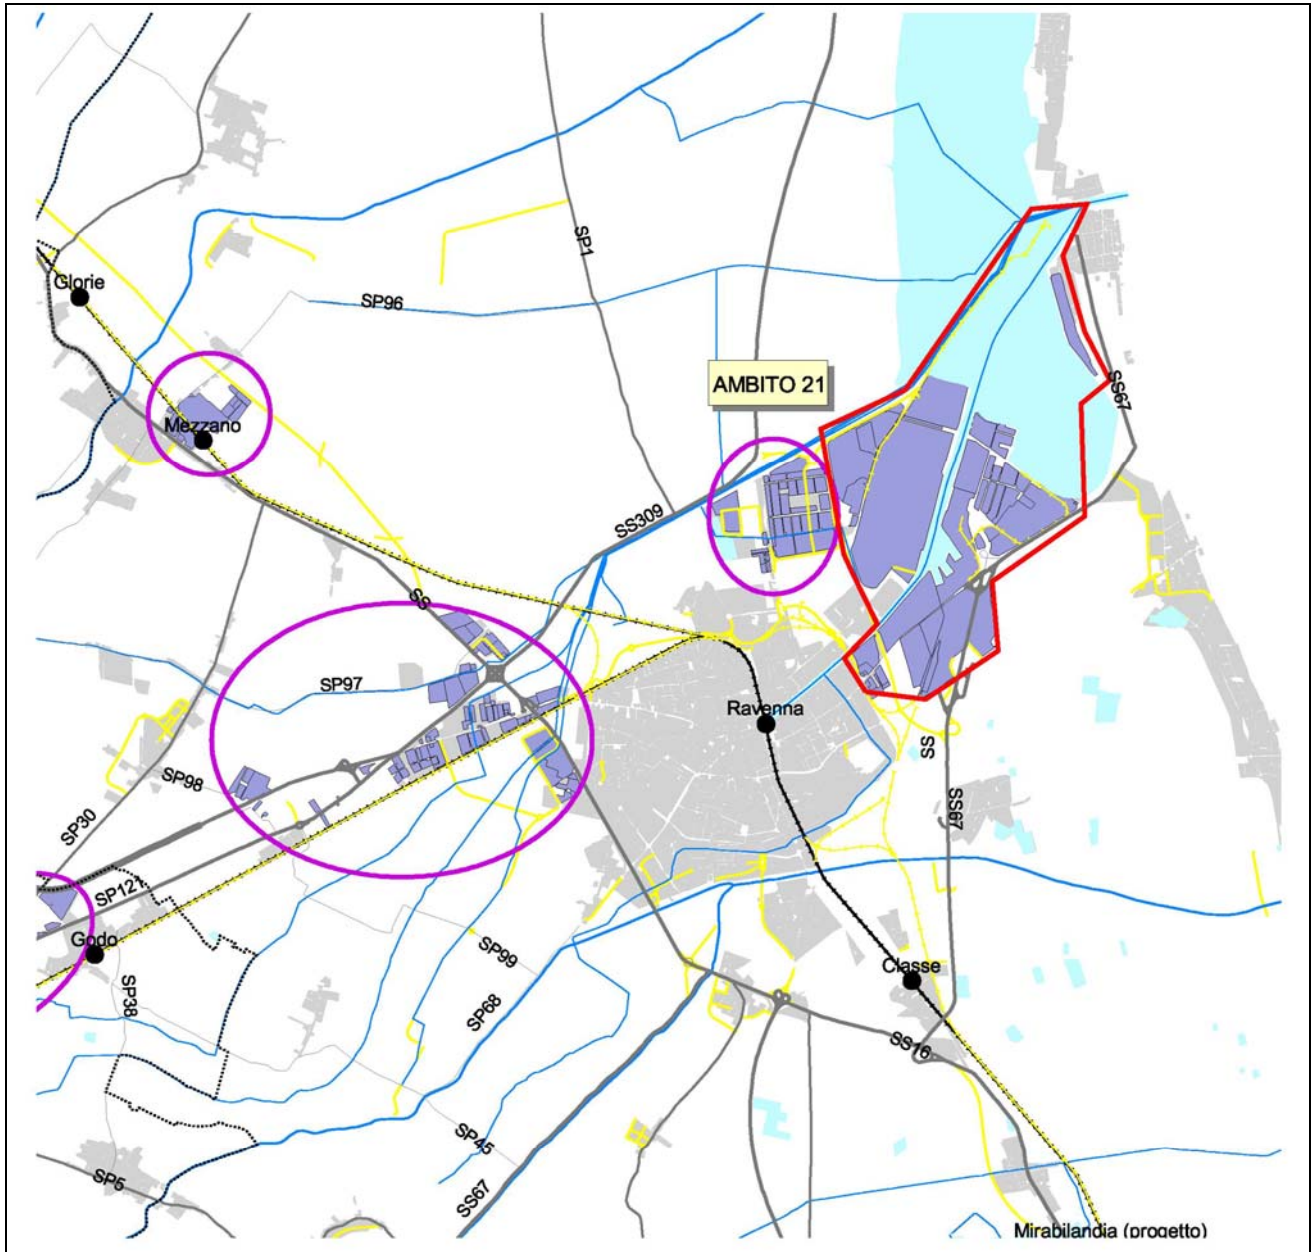 SP1
Glorie
SP96
AMBITO 21
SS67
Mezzano
SS309
SS
SP97
Ravenna
SS
SP98
SS67
SP30
SP12
Godo
SP99
Classe
SP38
SP68
SS16
SP45
SP5
SS67
Mirabilandia (progetto)